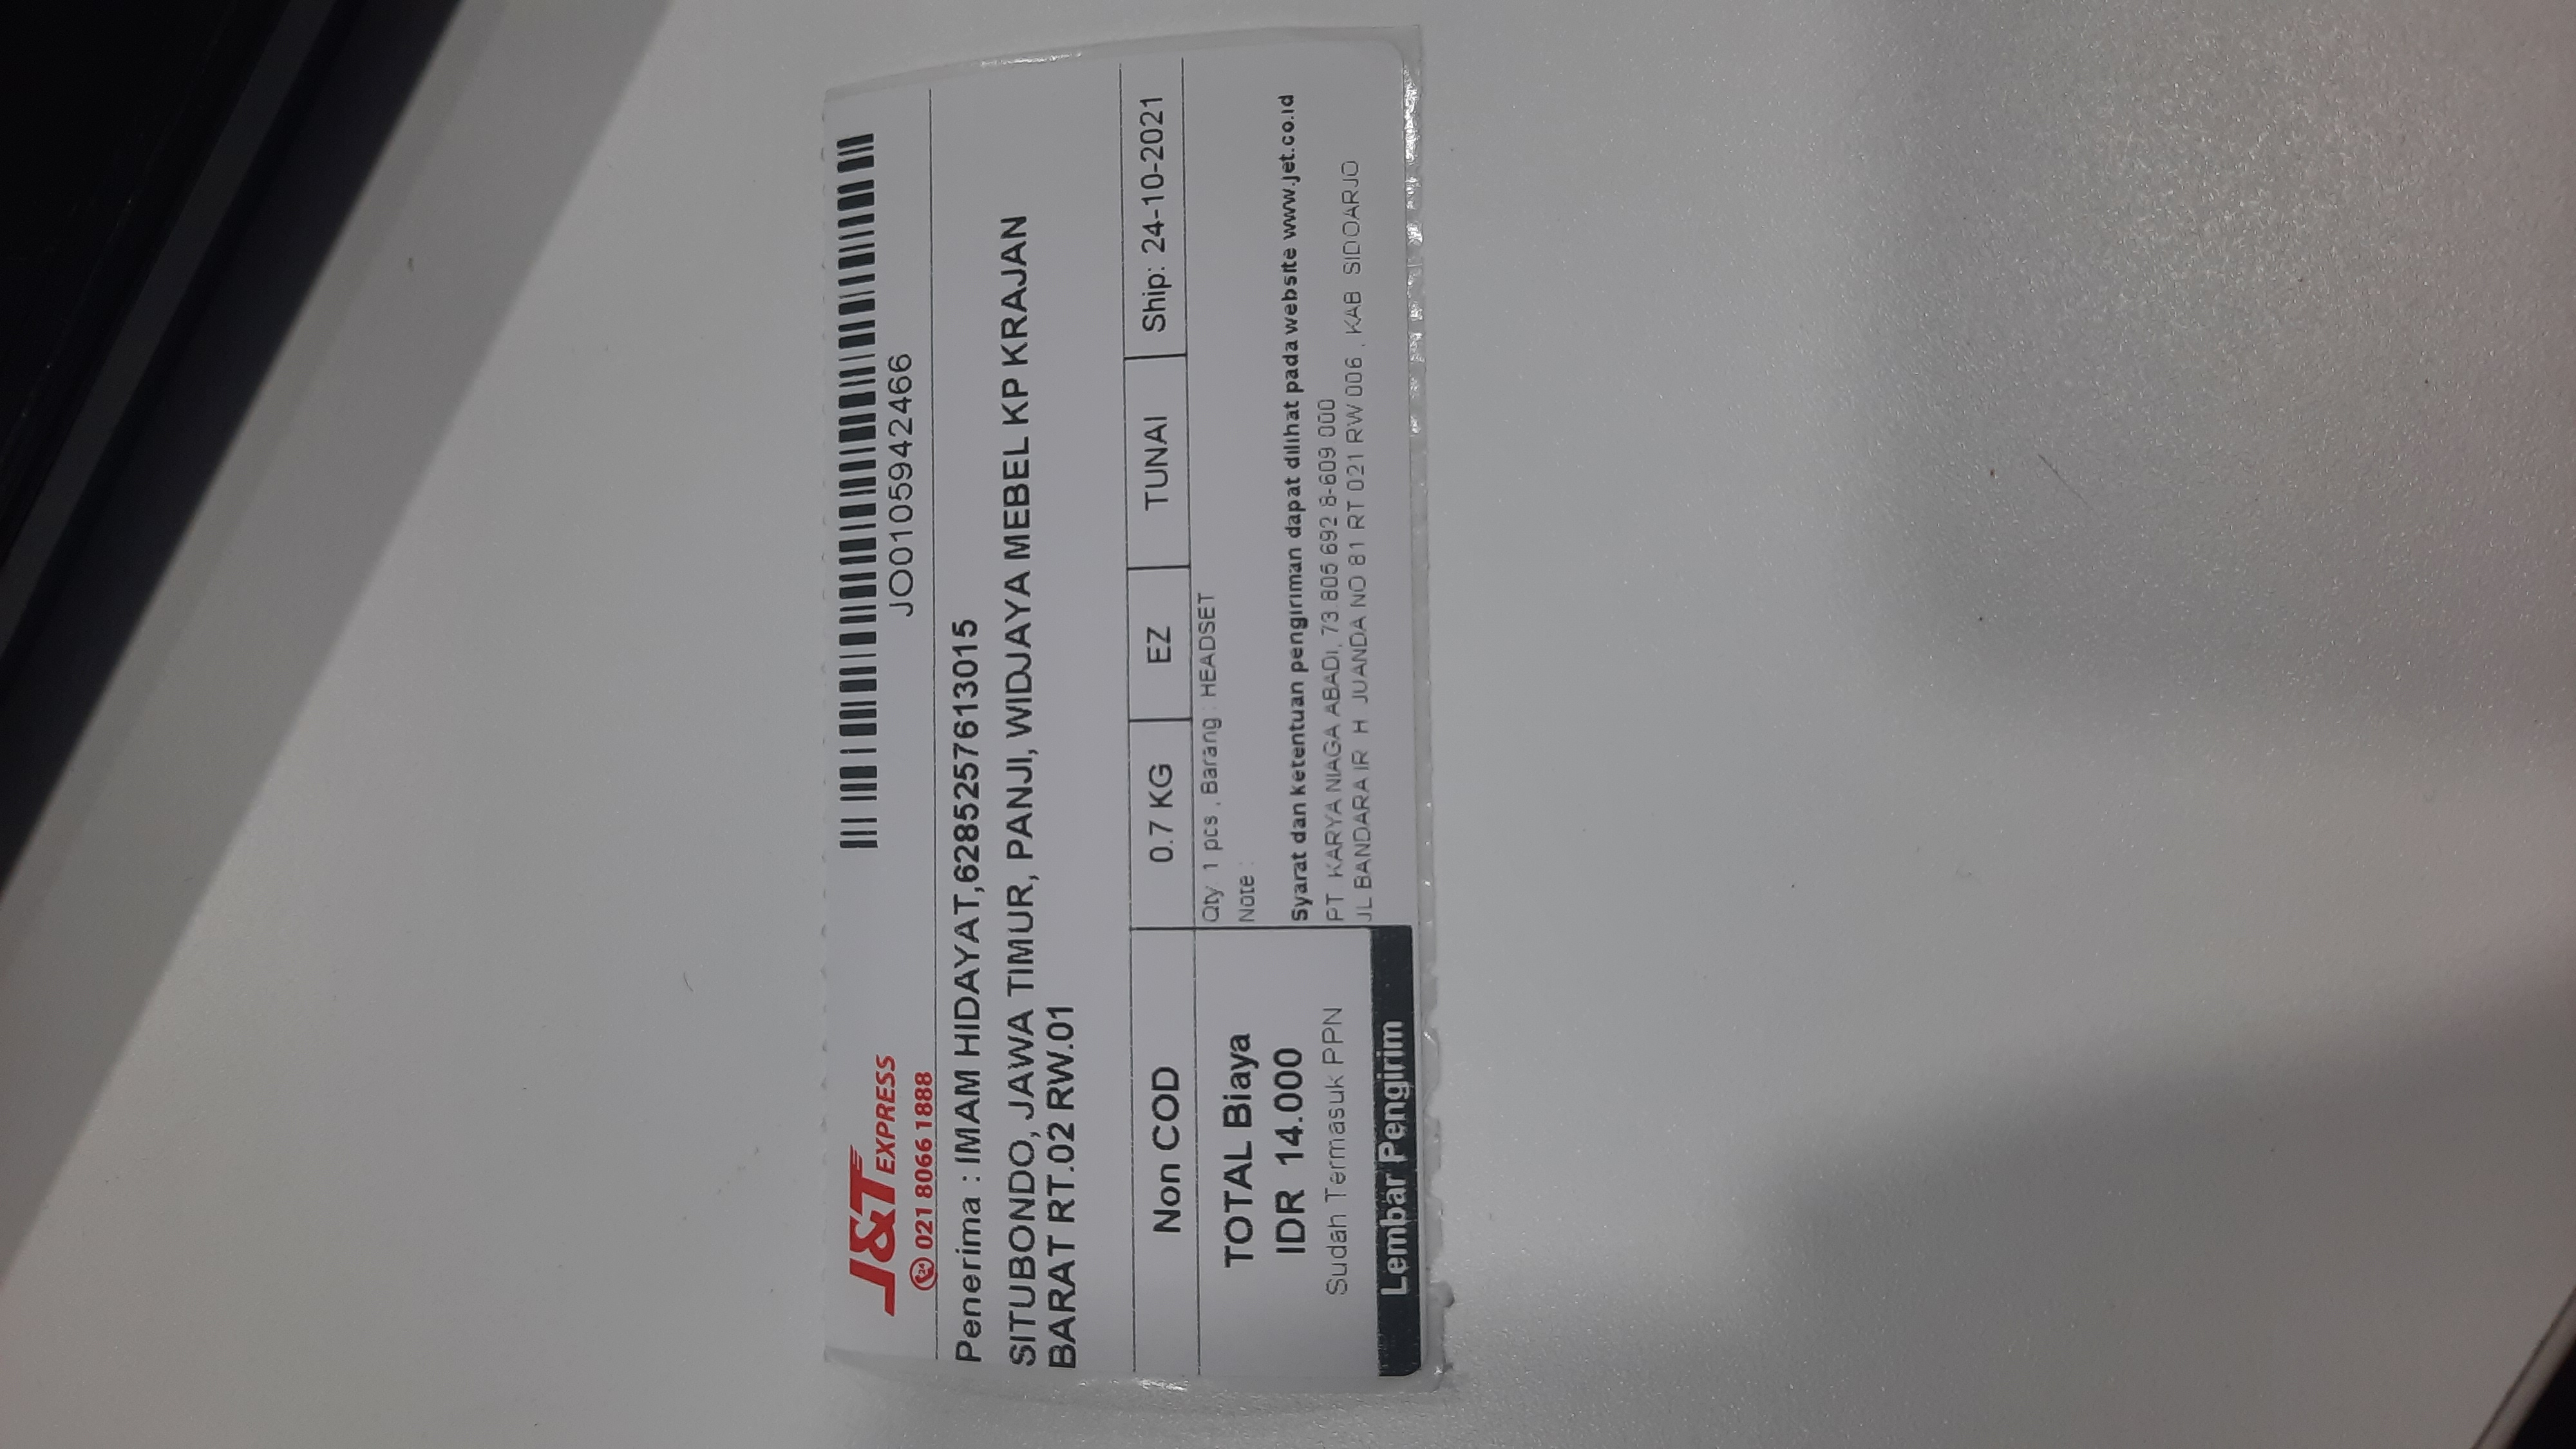 J&T EXPRESS
24 021 8066 1888
JO0105942466
Penerima : IMAM HIDAYAT,6285257613015
SITUBONDO, JAWA TIMUR, PANJI, WIDJAYA MEBEL KP KRAJAN
BARAT RT.02 RW.01
Non COD
0.7 KG
EZ
TUNAI
Ship: 24-10-2021
TOTAL Biaya
IDR 14.000
Sudah Termasuk PPN
Lembar Pengirim
Qty 1 pcs , Barang : HEADSET
Note :
Syarat dan ketentuan pengiriman dapat dilihat pada website www.jet.co.id
PT. KARYA NIAGA ABADI, 73.805.692.8-609.000
JL BANDARA IR. H. JUANDA NO 81 RT 021 RW 006 , KAB. SIDOARJO